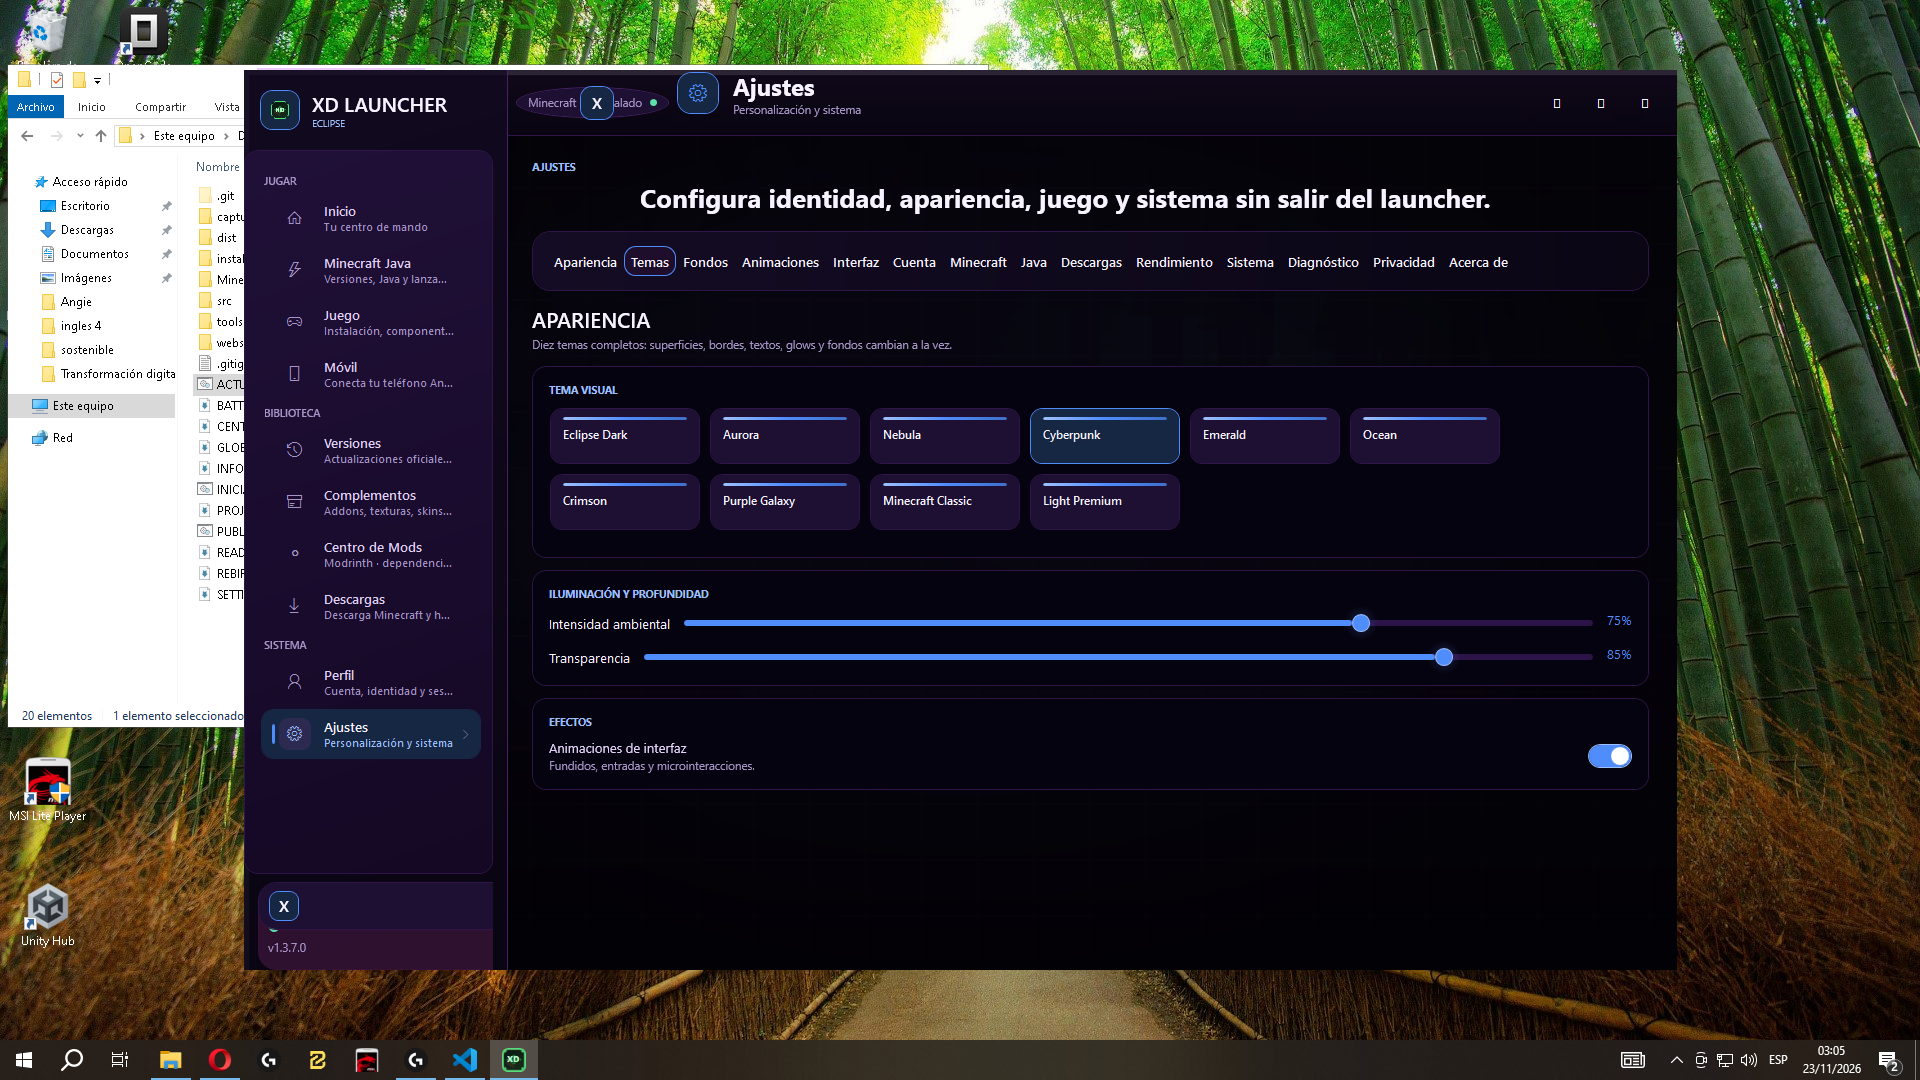 Archivo
Inicio
Compartir
Vista
Este equipo
Nombre
Acceso rápido
Escritorio
Descargas
Documentos
Imágenes
Angie
ingles 4
sostenible
Transformación digita
Este equipo
Red
.git
captu
dist
instal
Mine
src
tools
webs
.gitig
ACTU
BATT
CENT
GLOB
INFO
INICI
PROJ
PUBL
READ
REBIF
SETTI
20 elementos
1 elemento seleccionado
XD
XD LAUNCHER
ECLIPSE
JUGAR
Inicio
Tu centro de mando
Minecraft Java
Versiones, Java y lanza...
Juego
Instalación, component...
Móvil
Conecta tu teléfono An...
BIBLIOTECA
Versiones
Actualizaciones oficiale...
Complementos
Addons, texturas, skins...
Centro de Mods
Modrinth · dependenci...
Descargas
Descarga Minecraft y h...
SISTEMA
Perfil
Cuenta, identidad y ses...
Ajustes
Personalización y sistema
X
v1.3.7.0
Minecraft
X
alado
Ajustes
Personalización y sistema
AJUSTES
Configura identidad, apariencia, juego y sistema sin salir del launcher.
Apariencia Temas Fondos Animaciones Interfaz Cuenta Minecraft Java Descargas Rendimiento Sistema Diagnóstico Privacidad Acerca de
APARIENCIA
Diez temas completos: superficies, bordes, textos, glows y fondos cambian a la vez.
TEMA VISUAL
Eclipse Dark
Aurora
Nebula
Cyberpunk
Emerald
Ocean
Crimson
Purple Galaxy
Minecraft Classic
Light Premium
ILUMINACIÓN Y PROFUNDIDAD
Intensidad ambiental
75%
Transparencia
85%
EFECTOS
Animaciones de interfaz
Fundidos, entradas y microinteracciones.
MSI Lite Player
Unity Hub
XD
ESP
03:05
23/11/2026
2